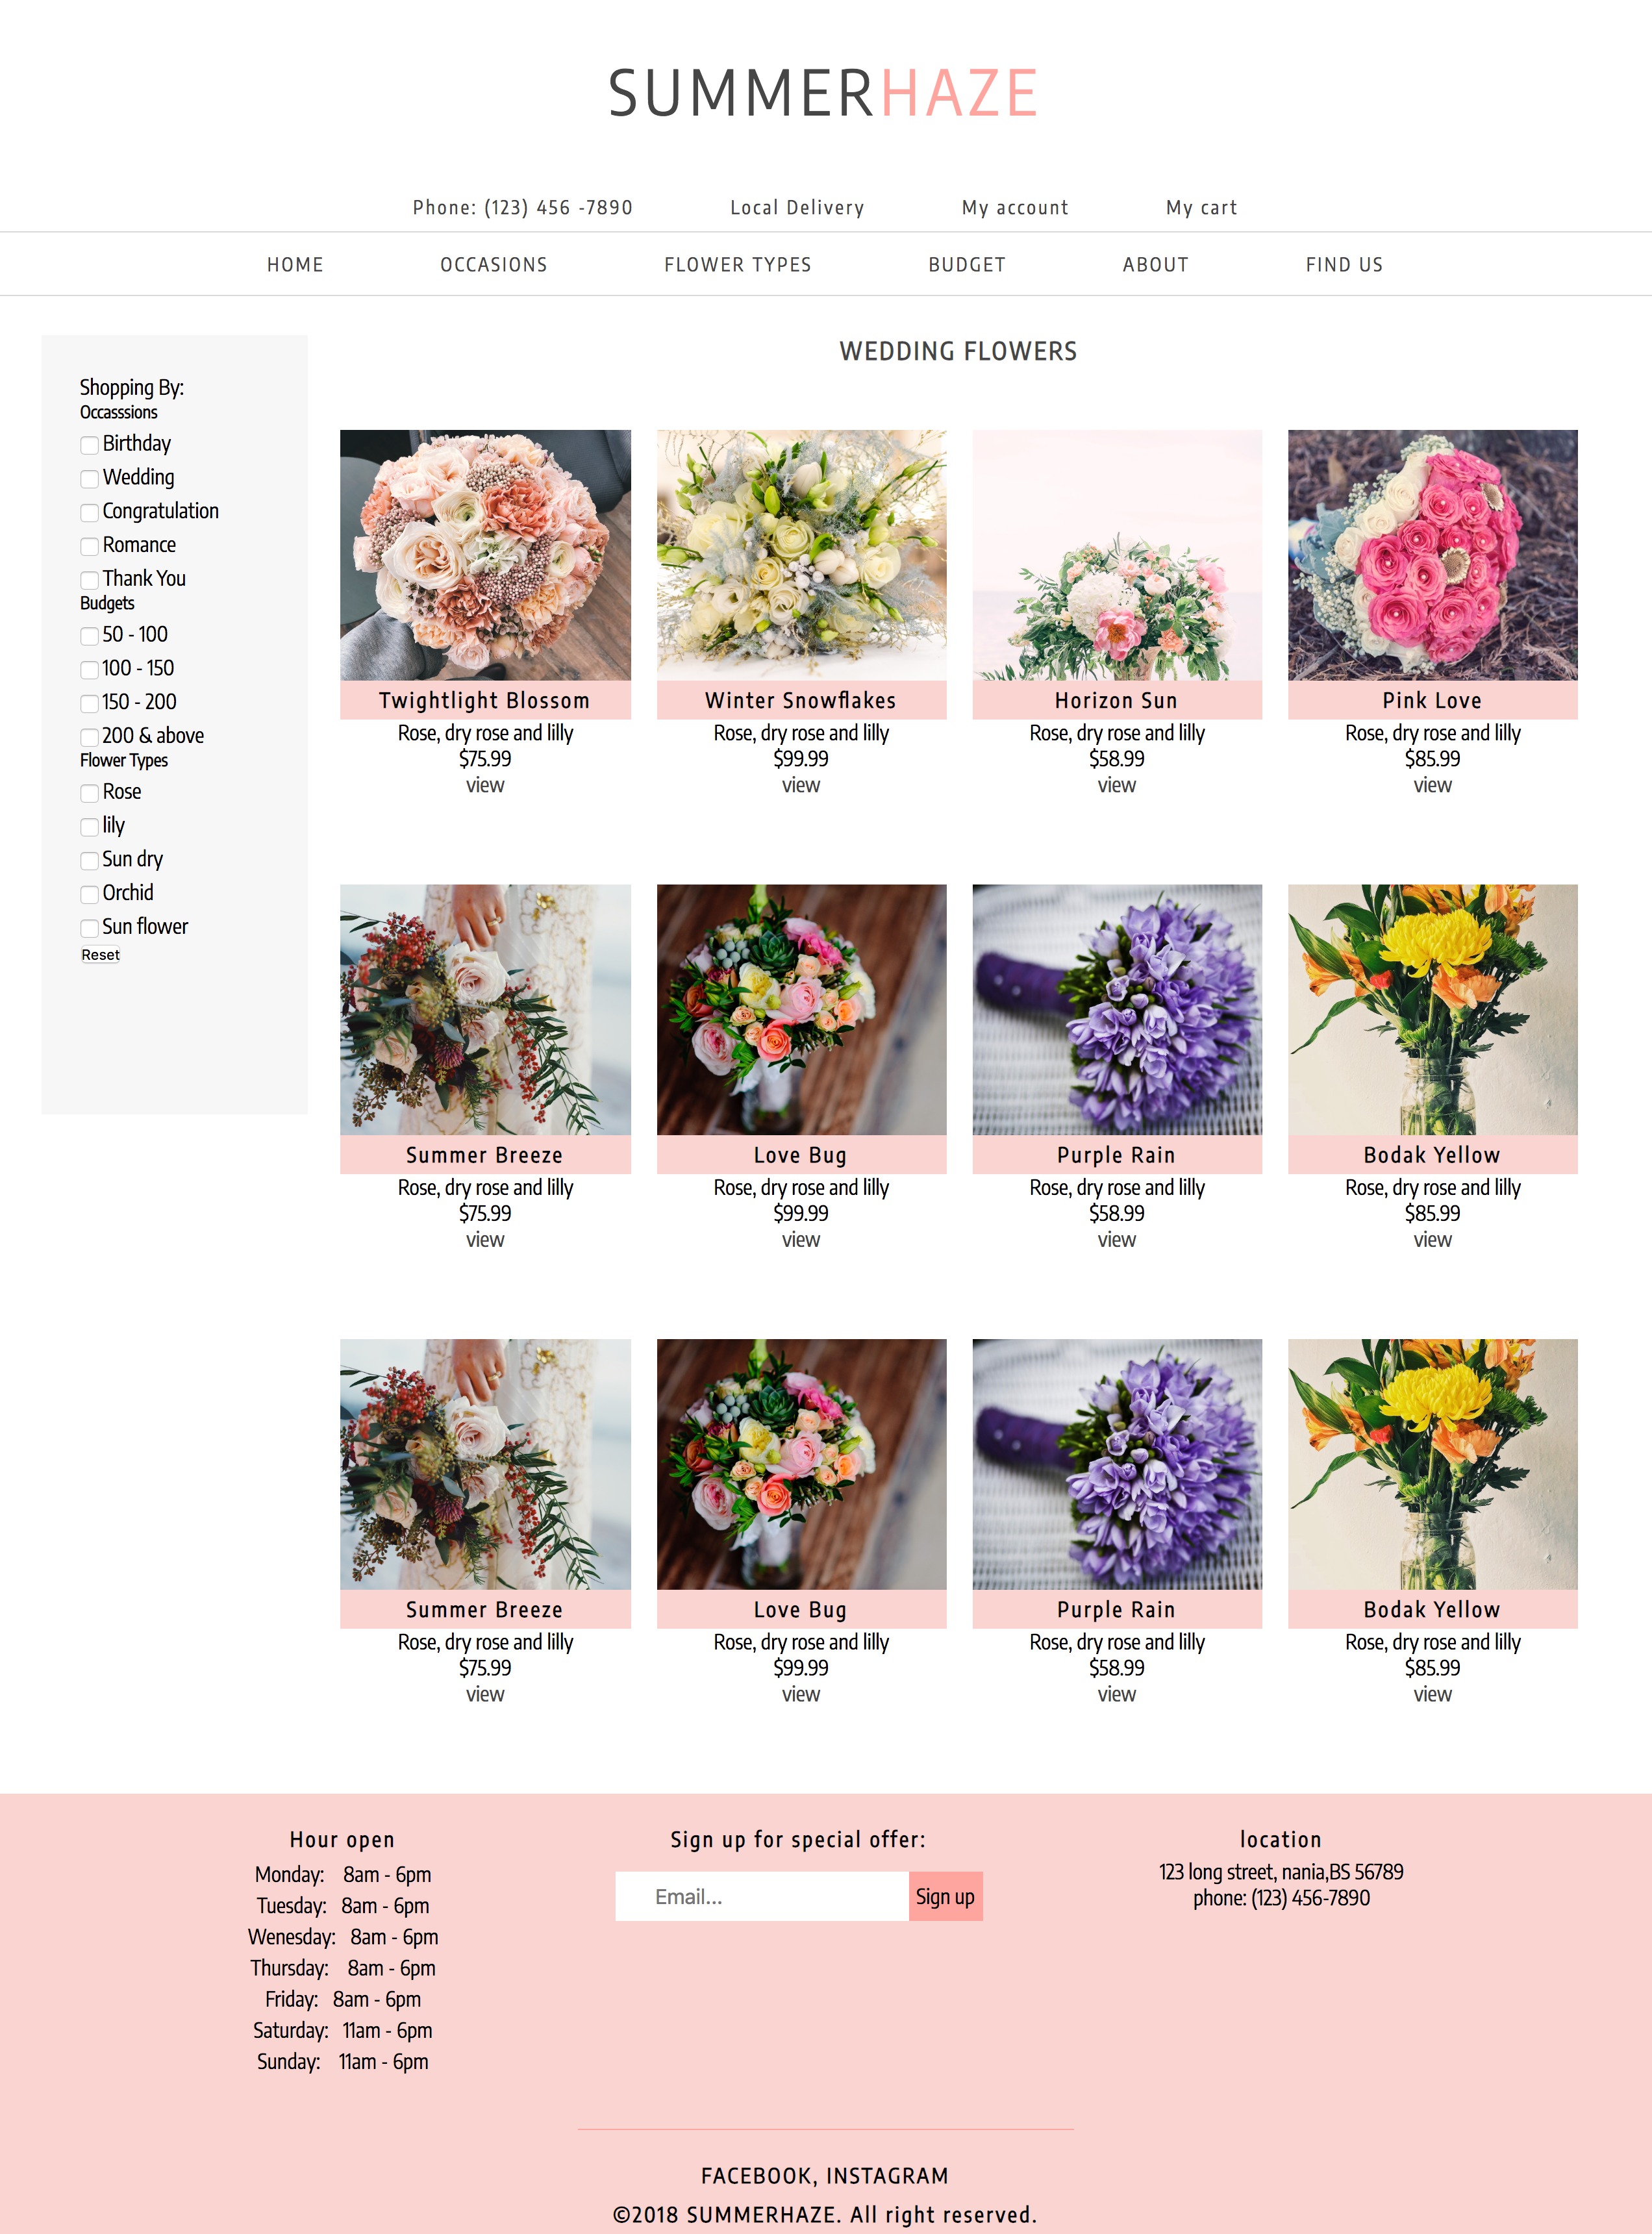 SUMMERHAZE
Phone: (123) 456 -7890 Local Delivery My account My cart
HOME OCCASIONS FLOWER TYPES BUDGET ABOUT FIND US
WEDDING FLOWERS
Shopping By:
Occasssions
Birthday
Wedding
Congratulation
Romance
Thank You
Budgets
50 - 100
100 - 150
150 - 200
200 & above
Flower Types
Rose
lily
Sun dry
Orchid
Sun flower
Reset
Twightlight Blossom Winter Snowflakes Horizon Sun Pink Love
Rose, dry rose and lilly Rose, dry rose and lilly Rose, dry rose and lilly Rose, dry rose and lilly
$75.99 $99.99 $58.99 $85.99
view view view view
Summer Breeze Love Bug Purple Rain Bodak Yellow
Rose, dry rose and lilly Rose, dry rose and lilly Rose, dry rose and lilly Rose, dry rose and lilly
$75.99 $99.99 $58.99 $85.99
view view view view
Summer Breeze Love Bug Purple Rain Bodak Yellow
Rose, dry rose and lilly Rose, dry rose and lilly Rose, dry rose and lilly Rose, dry rose and lilly
$75.99 $99.99 $58.99 $85.99
view view view view
Hour open
Monday: 8am - 6pm
Tuesday: 8am - 6pm
Wenesday: 8am - 6pm
Thursday: 8am - 6pm
Friday: 8am - 6pm
Saturday: 11am - 6pm
Sunday: 11am - 6pm
Sign up for special offer:
Email... Sign up
location
123 long street, nania,BS 56789
phone: (123) 456-7890
FACEBOOK, INSTAGRAM
©2018 SUMMERHAZE. All right reserved.